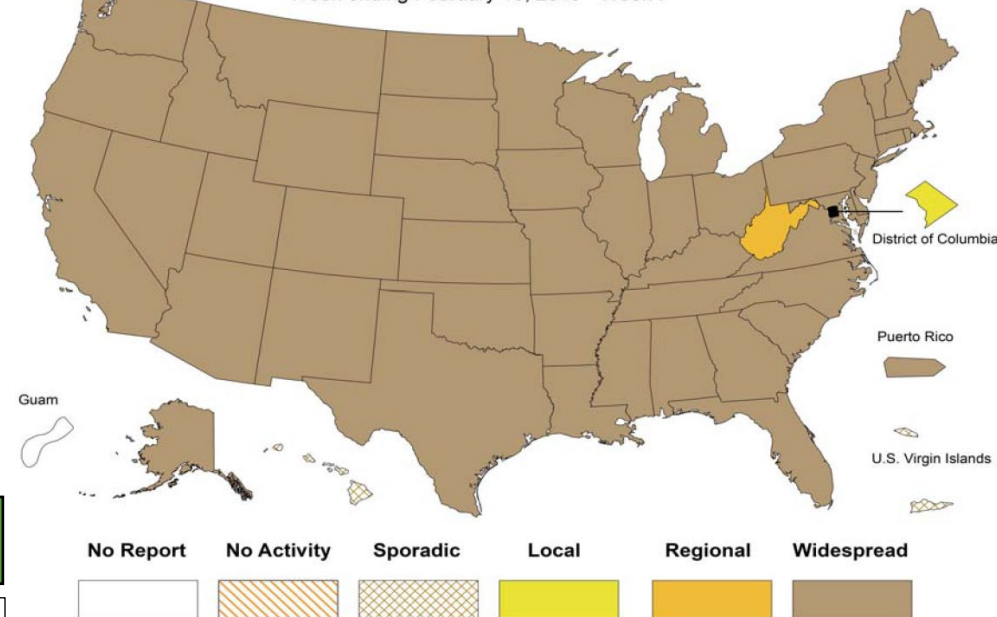 District of Columbia
Puerto Rico
Guam
U.S. Virgin Islands
No Report
No Activity
Sporadic
Local
Regional
Widespread